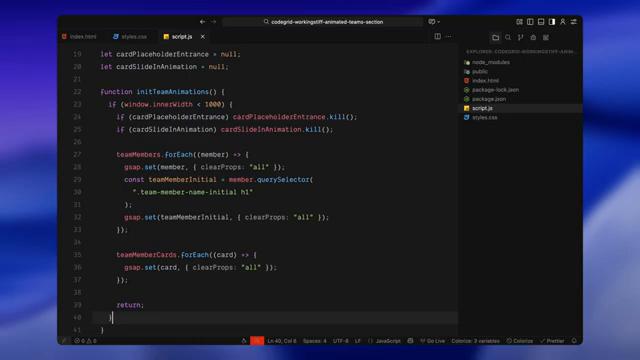 codegrid-workingstiff-animated-teams-section
index.html
styles.css
script.js
19 let cardPlaceholderEntrance = null;
20 let cardSlideInAnimation = null;
21
22 function initTeamAnimations() {
23 if (window.innerWidth < 1000) {
24 if (cardPlaceholderEntrance) cardPlaceholderEntrance.kill();
25 if (cardSlideInAnimation) cardSlideInAnimation.kill();
26
27 teamMembers.forEach((member) => {
28 gsap.set(member, { clearProps: "all" });
29 const teamMemberInitial = member.querySelector(
30 ".team-member-name-initial h1"
31 );
32 gsap.set(teamMemberInitial, { clearProps: "all" });
33 });
34
35 teamMemberCards.forEach((card) => {
36 gsap.set(card, { clearProps: "all" });
37 });
38
39 return;
40 }
41 }
EXPLORER: CODEGRID-WORKINGSTIFF-ANIM...
node_modules
public
index.html
package-lock.json
package.json
script.js
styles.css
0 0
Ln 40, Col 6
Spaces: 4
UTF-8
LF
{} JavaScript
Go Live
Colorize: 3 variables
Colorize
Prettier